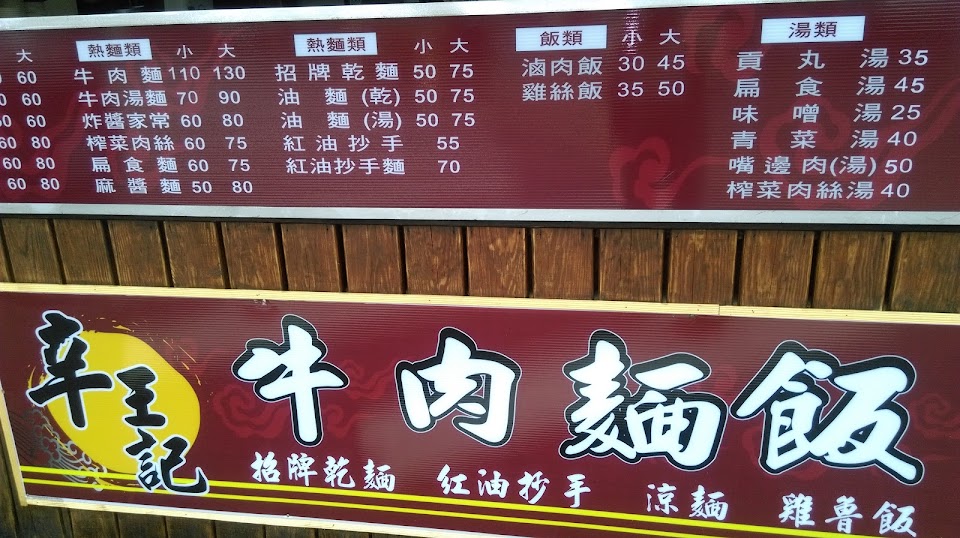 大
60
60
60
60 80
60 80
60 80
熱麵類 小 大
牛肉麵 110 130
牛肉湯麵 70 90
炸醬家常 60 80
榨菜肉絲 60 75
扁食麵 60 75
麻醬麵 50 80
熱麵類 小 大
招牌乾麵 50 75
油麵(乾) 50 75
油麵(湯) 50 75
紅油抄手 55
紅油抄手麵 70
飯類 小 大
滷肉飯 30 45
雞絲飯 35 50
湯類
貢丸湯 35
扁食湯 45
味噌湯 25
青菜湯 40
嘴邊肉(湯) 50
榨菜肉絲湯 40
辛王記
牛肉麵飯
招牌乾麵 紅油抄手 涼麵 雞魯飯